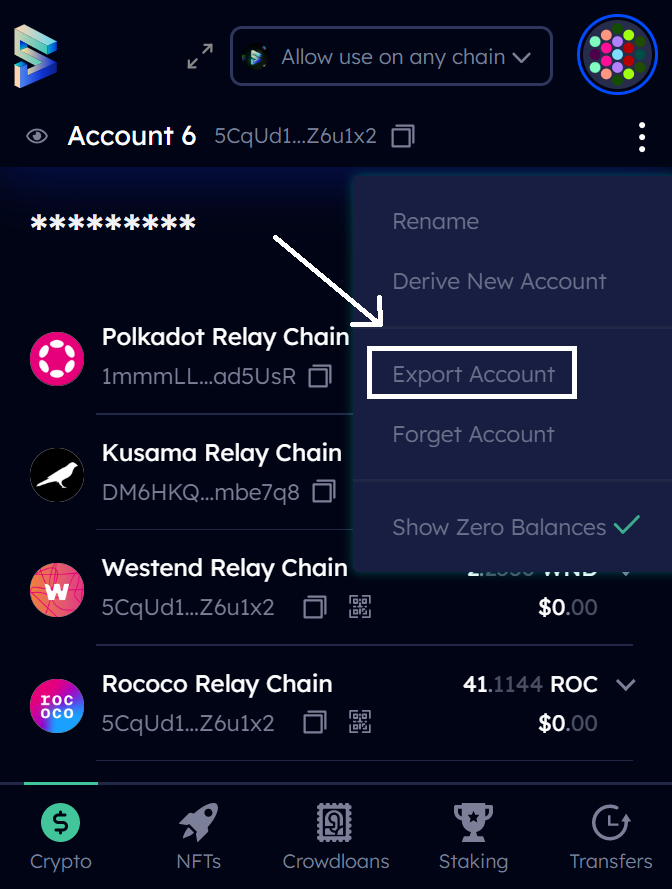 Allow use on any chain
Account 6 5CqUd1...Z6u1x2
*********
Rename
Derive New Account
Export Account
Forget Account
Show Zero Balances
Polkadot Relay Chain
1mmmLL...ad5UsR
Kusama Relay Chain
DM6HKQ...mbe7q8
Westend Relay Chain
WND
5CqUd1...Z6u1x2 $0.00
Rococo Relay Chain 41.1144 ROC
5CqUd1...Z6u1x2 $0.00
Crypto NFTs Crowdloans Staking Transfers
W
ROC
OCO